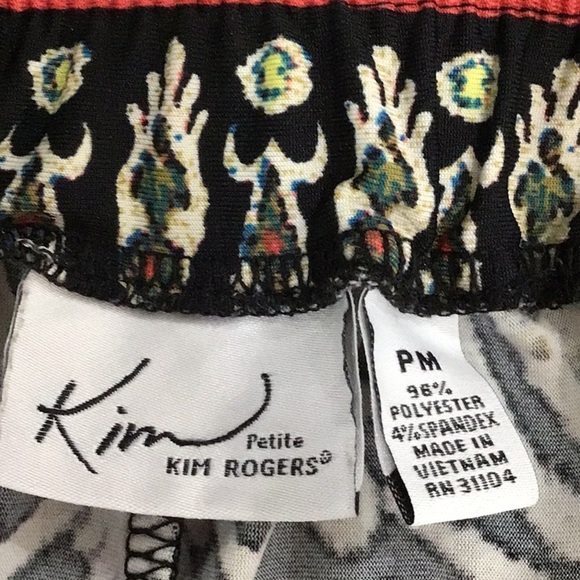 Kim
Petite
KIM ROGERS®
PM
96%
POLYESTER
4% SPANDEX
MADE IN
VIETNAM
RN 31104